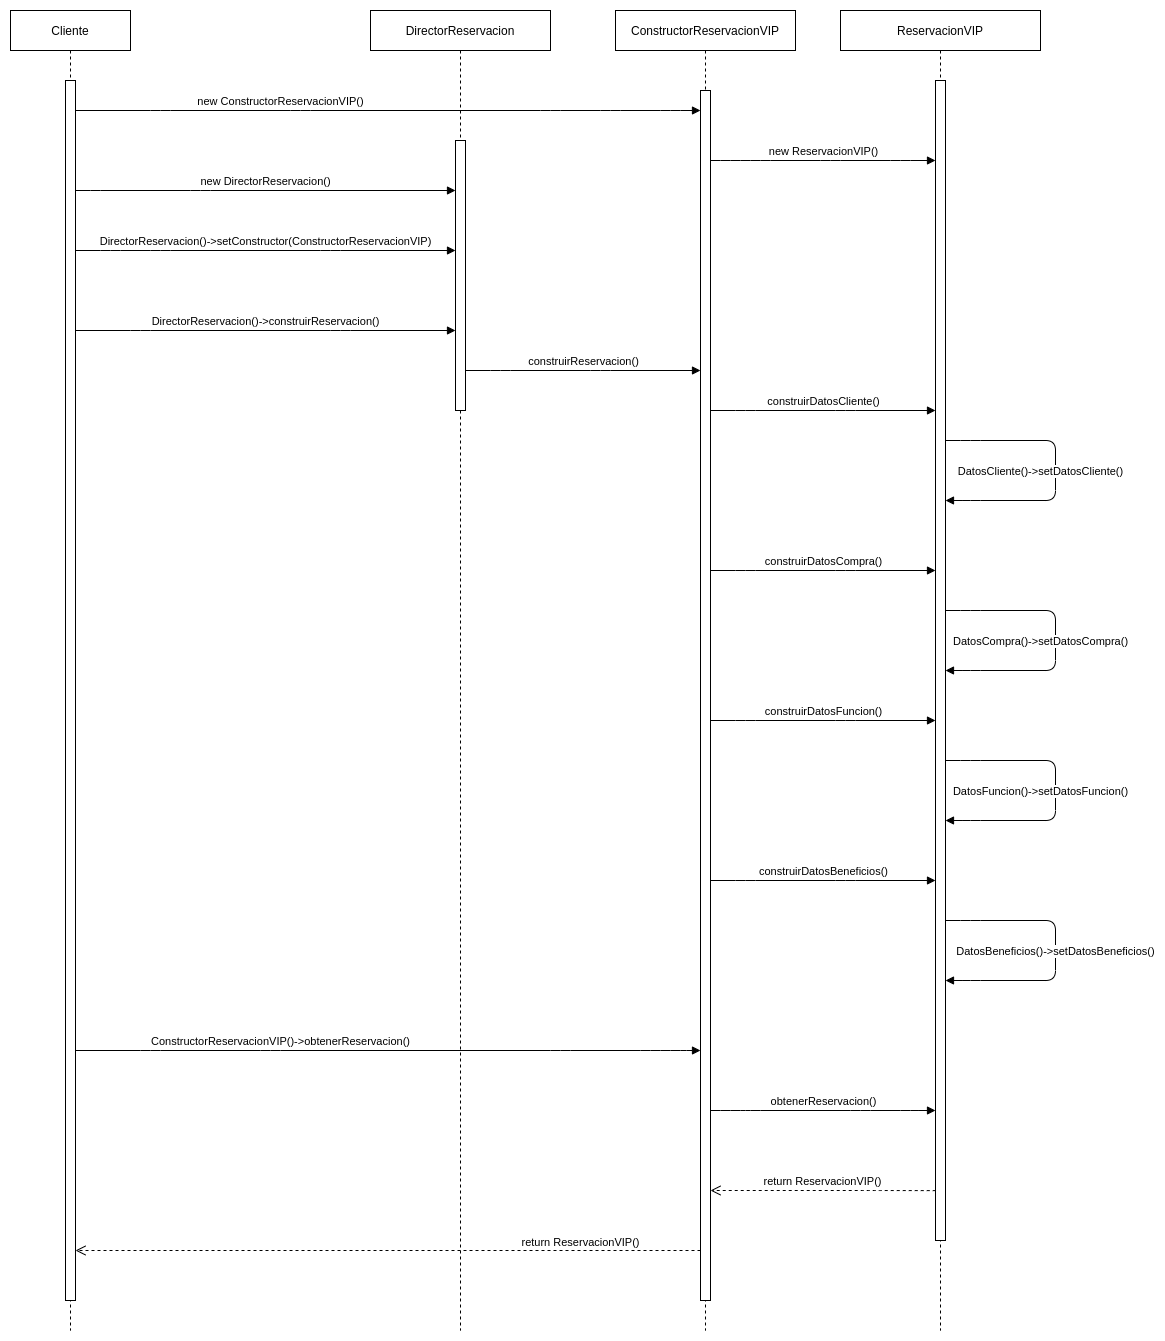 Cliente
DirectorReservacion
ConstructorReservacionVIP
ReservacionVIP
new ConstructorReservacionVIP()
new ReservacionVIP()
new DirectorReservacion()
DirectorReservacion()->setConstructor(ConstructorReservacionVIP)
DirectorReservacion()->construirReservacion()
construirReservacion()
construirDatosCliente()
DatosCliente()->setDatosCliente()
construirDatosCompra()
DatosCompra()->setDatosCompra()
construirDatosFuncion()
DatosFuncion()->setDatosFuncion()
construirDatosBeneficios()
DatosBeneficios()->setDatosBeneficios()
ConstructorReservacionVIP()->obtenerReservacion()
obtenerReservacion()
return ReservacionVIP()
return ReservacionVIP()